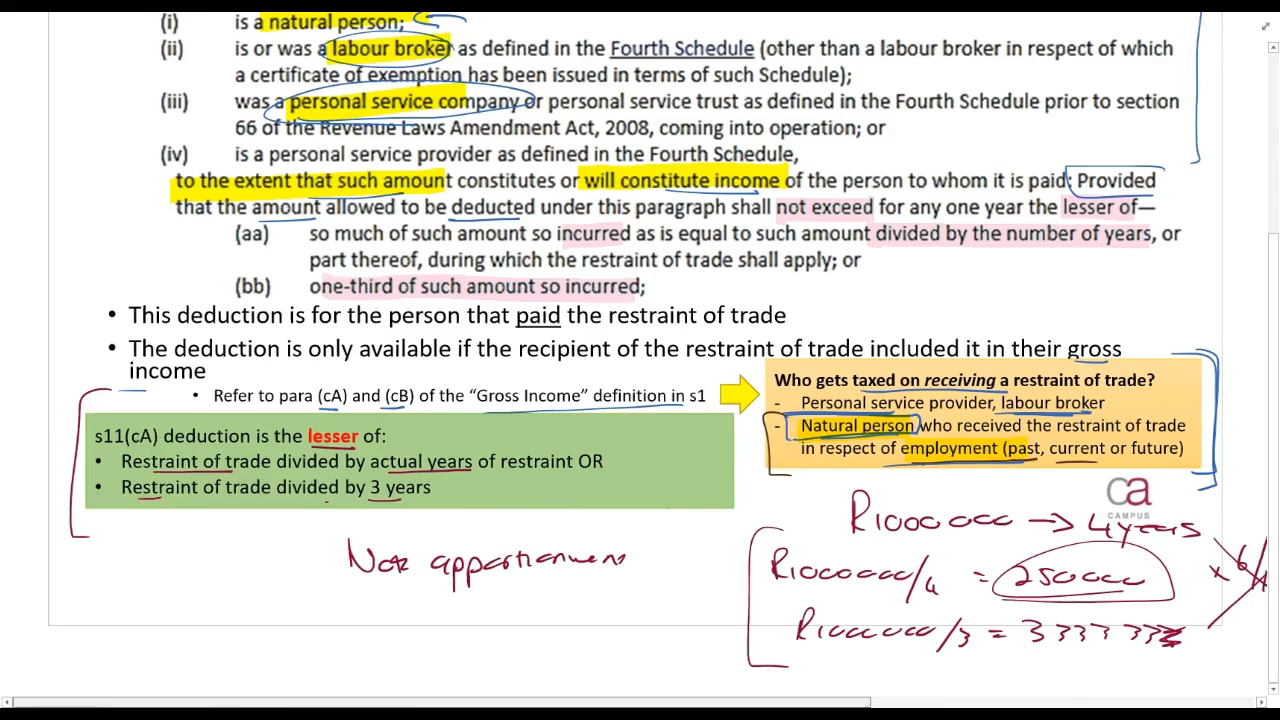 (i) is a natural person;
(ii) is or was a labour broker as defined in the Fourth Schedule (other than a labour broker in respect of which
a certificate of exemption has been issued in terms of such Schedule);
(iii) was a personal service company or personal service trust as defined in the Fourth Schedule prior to section
66 of the Revenue Laws Amendment Act, 2008, coming into operation; or
(iv) is a personal service provider as defined in the Fourth Schedule,
to the extent that such amount constitutes or will constitute income of the person to whom it is paid: Provided
that the amount allowed to be deducted under this paragraph shall not exceed for any one year the lesser of—
(aa) so much of such amount so incurred as is equal to such amount divided by the number of years, or
part thereof, during which the restraint of trade shall apply; or
(bb) one-third of such amount so incurred;
• This deduction is for the person that paid the restraint of trade
• The deduction is only available if the recipient of the restraint of trade included it in their gross
income
• Refer to para (cA) and (cB) of the “Gross Income” definition in s1
s11(cA) deduction is the lesser of:
• Restraint of trade divided by actual years of restraint OR
• Restraint of trade divided by 3 years
Who gets taxed on receiving a restraint of trade?
- Personal service provider, labour broker
- Natural person who received the restraint of trade
in respect of employment (past, current or future)
ca
CAMPUS
R1000000 → 4 years
R1000000/4 = 250000
R1000000/3 = 333333